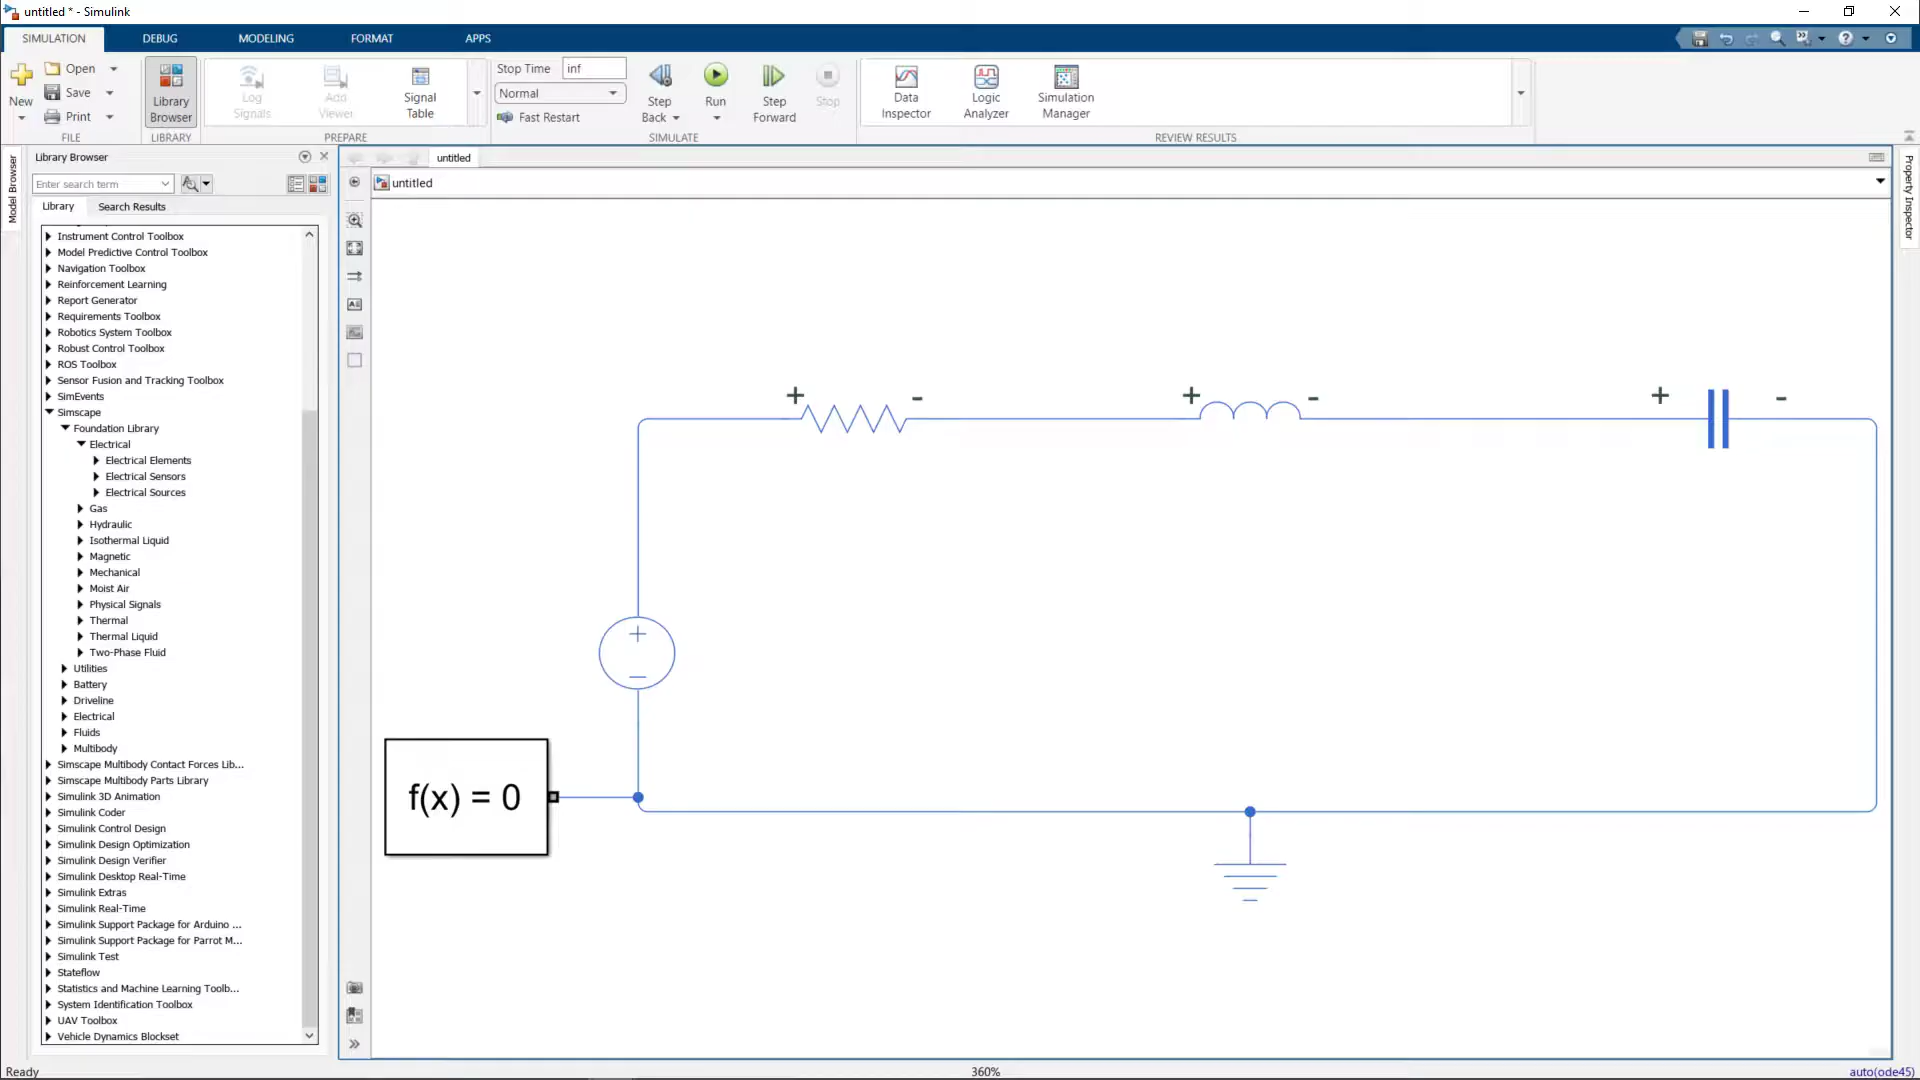 untitled * - Simulink
SIMULATION DEBUG MODELING FORMAT APPS
New
Open
Save
Print
FILE
Library
Browser
LIBRARY
Log
Signals
Add
Viewer
Signal
Table
PREPARE
Stop Time inf
Normal
Fast Restart
Step
Back
Run
Step
Forward
Stop
SIMULATE
Data
Inspector
Logic
Analyzer
Simulation
Manager
REVIEW RESULTS
Model Browser
Library Browser
Enter search term
Library Search Results
Instrument Control Toolbox
Model Predictive Control Toolbox
Navigation Toolbox
Reinforcement Learning
Report Generator
Requirements Toolbox
Robotics System Toolbox
Robust Control Toolbox
ROS Toolbox
Sensor Fusion and Tracking Toolbox
SimEvents
Simscape
Foundation Library
Electrical
Electrical Elements
Electrical Sensors
Electrical Sources
Gas
Hydraulic
Isothermal Liquid
Magnetic
Mechanical
Moist Air
Physical Signals
Thermal
Thermal Liquid
Two-Phase Fluid
Utilities
Battery
Driveline
Electrical
Fluids
Multibody
Simscape Multibody Contact Forces Lib...
Simscape Multibody Parts Library
Simulink 3D Animation
Simulink Coder
Simulink Control Design
Simulink Design Optimization
Simulink Design Verifier
Simulink Desktop Real-Time
Simulink Extras
Simulink Real-Time
Simulink Support Package for Arduino ...
Simulink Support Package for Parrot M...
Simulink Test
Stateflow
Statistics and Machine Learning Toolb...
System Identification Toolbox
UAV Toolbox
Vehicle Dynamics Blockset
untitled
untitled
+ - + - + -
+
−
f(x) = 0
Property Inspector
Ready 360% auto(ode45)